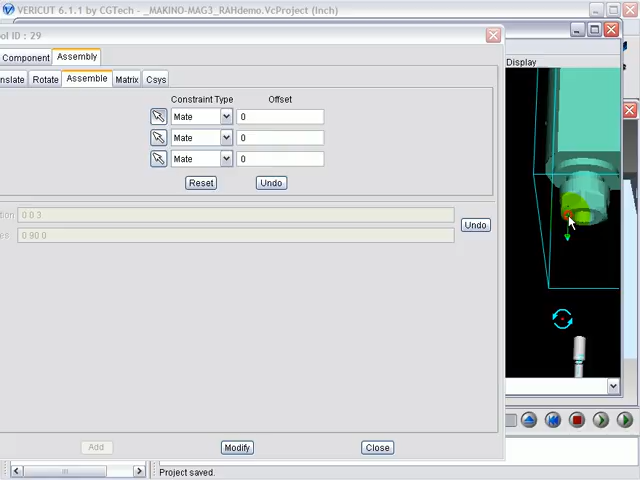 VERICUT 6.1.1 by CGTech - _MAKINO-MAG3_RAHdemo.VcProject (Inch)
ol ID : 29
Component Assembly
nslate Rotate Assemble Matrix Csys
Display
Constraint Type Offset
Mate 0
Mate 0
Mate 0
Reset Undo
tion 0 0 3
es: 0 90 0
Undo
Add Modify Close
Project saved.